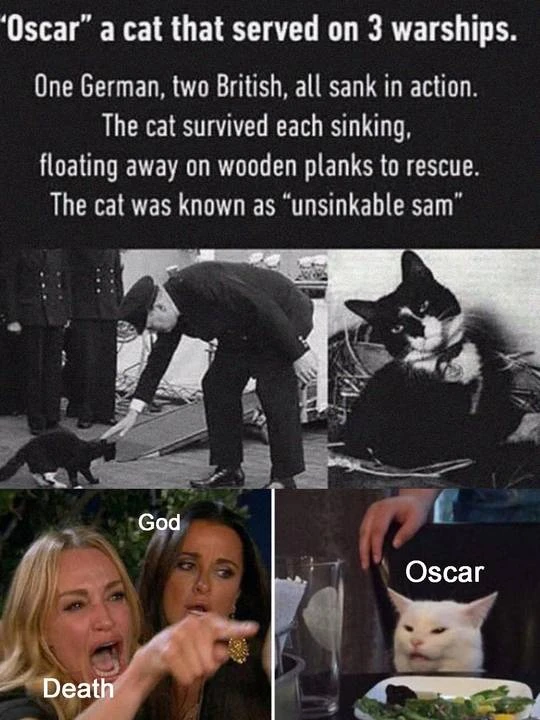 "Oscar" a cat that served on 3 warships.
One German, two British, all sank in action.
The cat survived each sinking,
floating away on wooden planks to rescue.
The cat was known as “unsinkable sam”
God
Oscar
Death